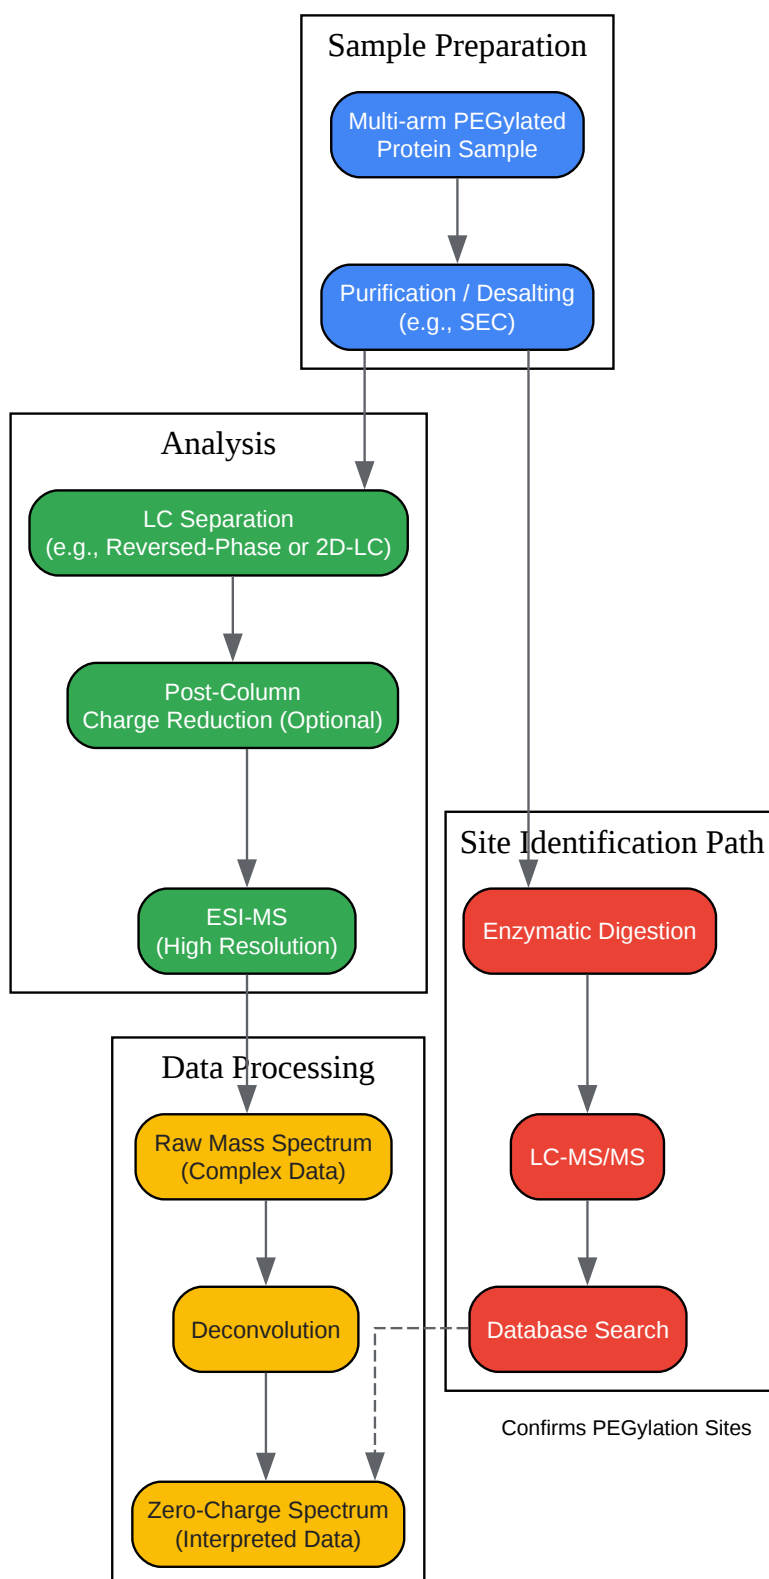 Sample Preparation
Multi-arm PEGylated
Protein Sample
Purification / Desalting
(e.g., SEC)
Analysis
LC Separation
(e.g., Reversed-Phase or 2D-LC)
Post-Column
Charge Reduction (Optional)
ESI-MS
(High Resolution)
Site Identification Path
Enzymatic Digestion
LC-MS/MS
Database Search
Confirms PEGylation Sites
Data Processing
Raw Mass Spectrum
(Complex Data)
Deconvolution
Zero-Charge Spectrum
(Interpreted Data)